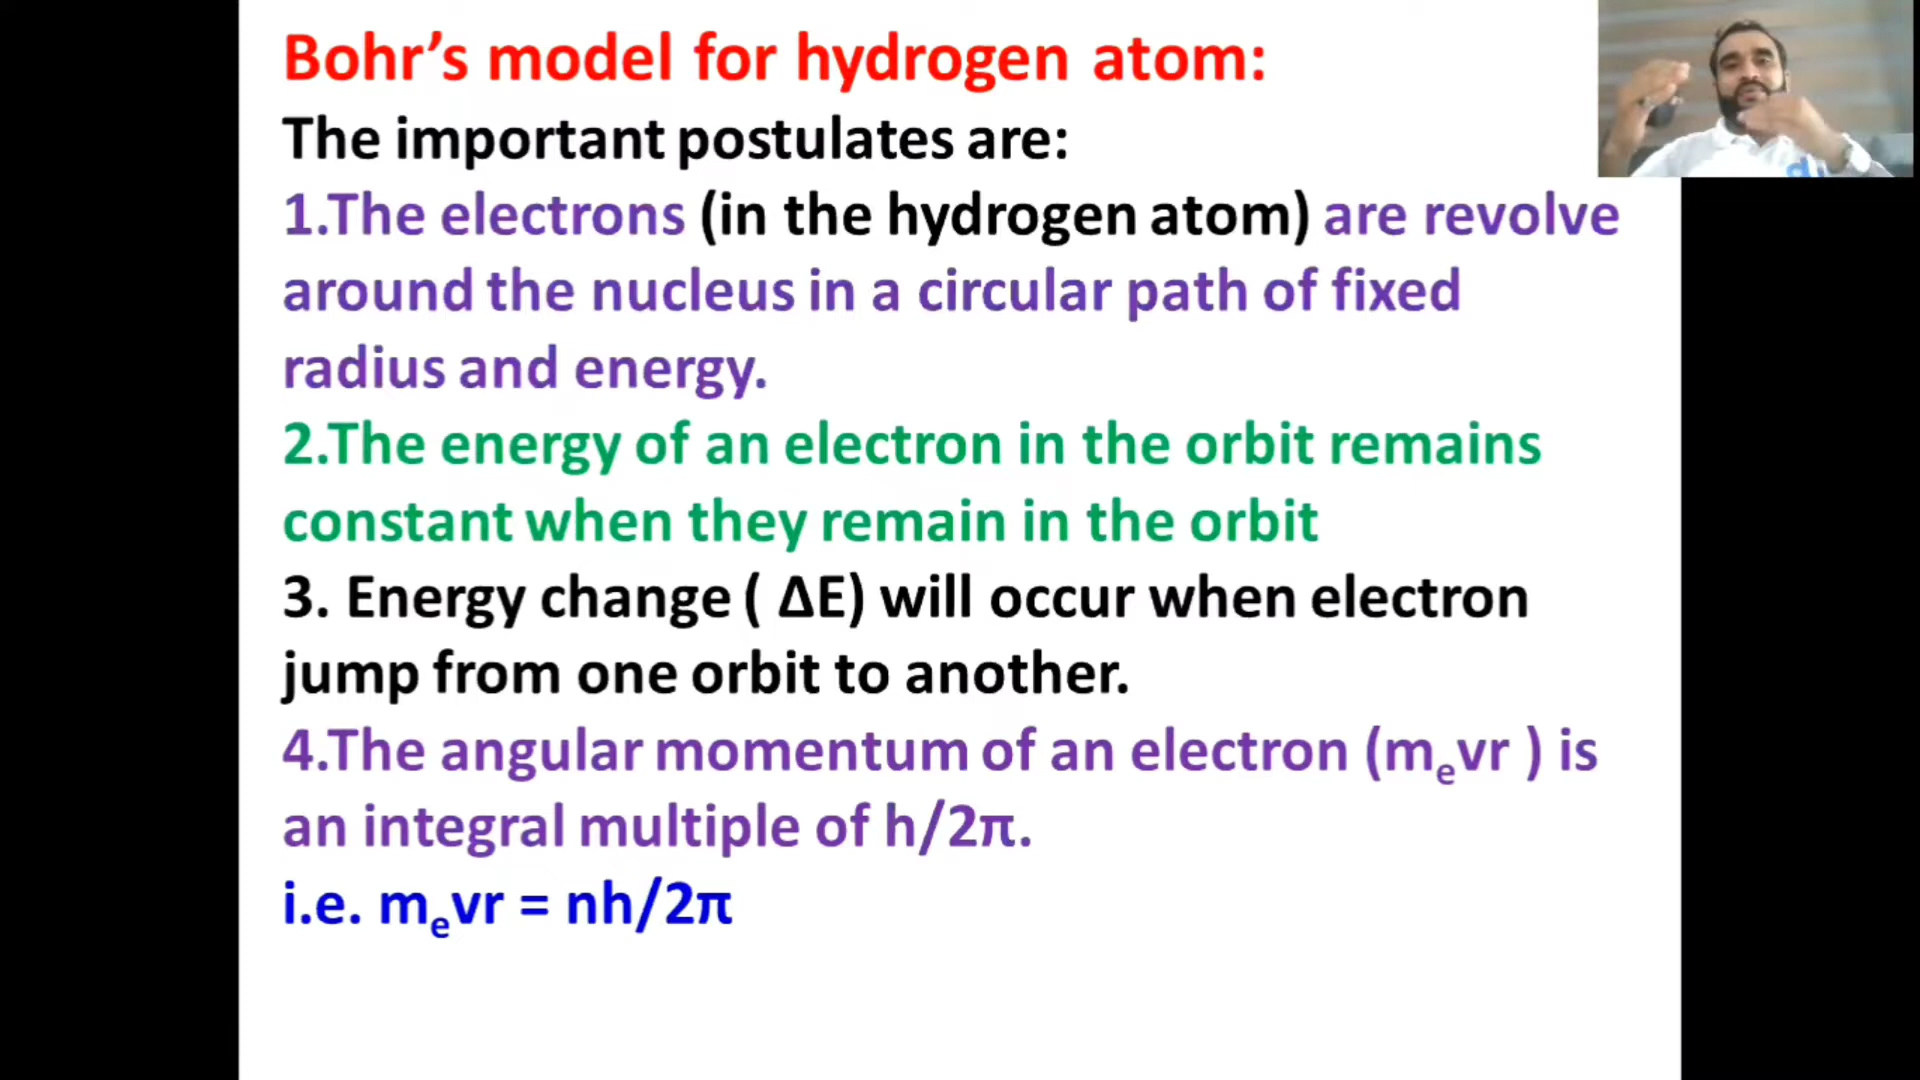 Bohr’s model for hydrogen atom:
The important postulates are:
1.The electrons (in the hydrogen atom) are revolve
around the nucleus in a circular path of fixed
radius and energy.
2.The energy of an electron in the orbit remains
constant when they remain in the orbit
3. Energy change ( ΔE) will occur when electron
jump from one orbit to another.
4.The angular momentum of an electron (mₑvr ) is
an integral multiple of h/2π.
i.e. mₑvr = nh/2π